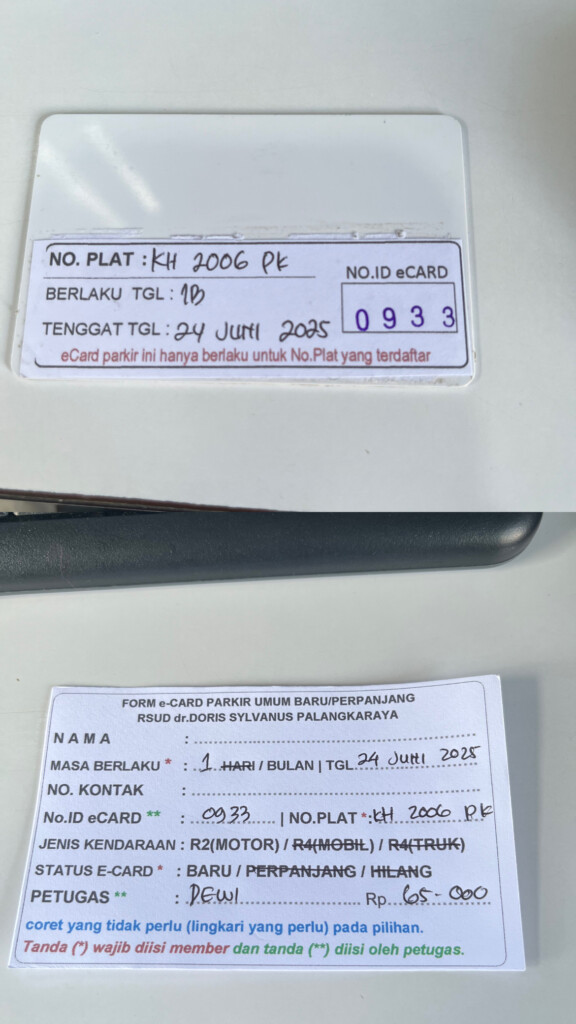 NO. PLAT : KH 2006 PK
NO.ID eCARD
BERLAKU TGL : 1B
0933
TENGGAT TGL : 24 JUNI 2025
eCard parkir ini hanya berlaku untuk No.Plat yang terdaftar
FORM e-CARD PARKIR UMUM BARU/PERPANJANG
RSUD dr.DORIS SYLVANUS PALANGKARAYA
NAMA :
MASA BERLAKU * : 1 HARI / BULAN | TGL 24 JUNI 2025
NO. KONTAK :
No.ID eCARD ** : 0933 | NO.PLAT *: KH 2006 PK
JENIS KENDARAAN : R2(MOTOR) / R4(MOBIL) / R4(TRUK)
STATUS E-CARD * : BARU / PERPANJANG / HILANG
PETUGAS ** : DEWI Rp. 65-000
coret yang tidak perlu (lingkari yang perlu) pada pilihan.
Tanda (*) wajib diisi member dan tanda (**) diisi oleh petugas.